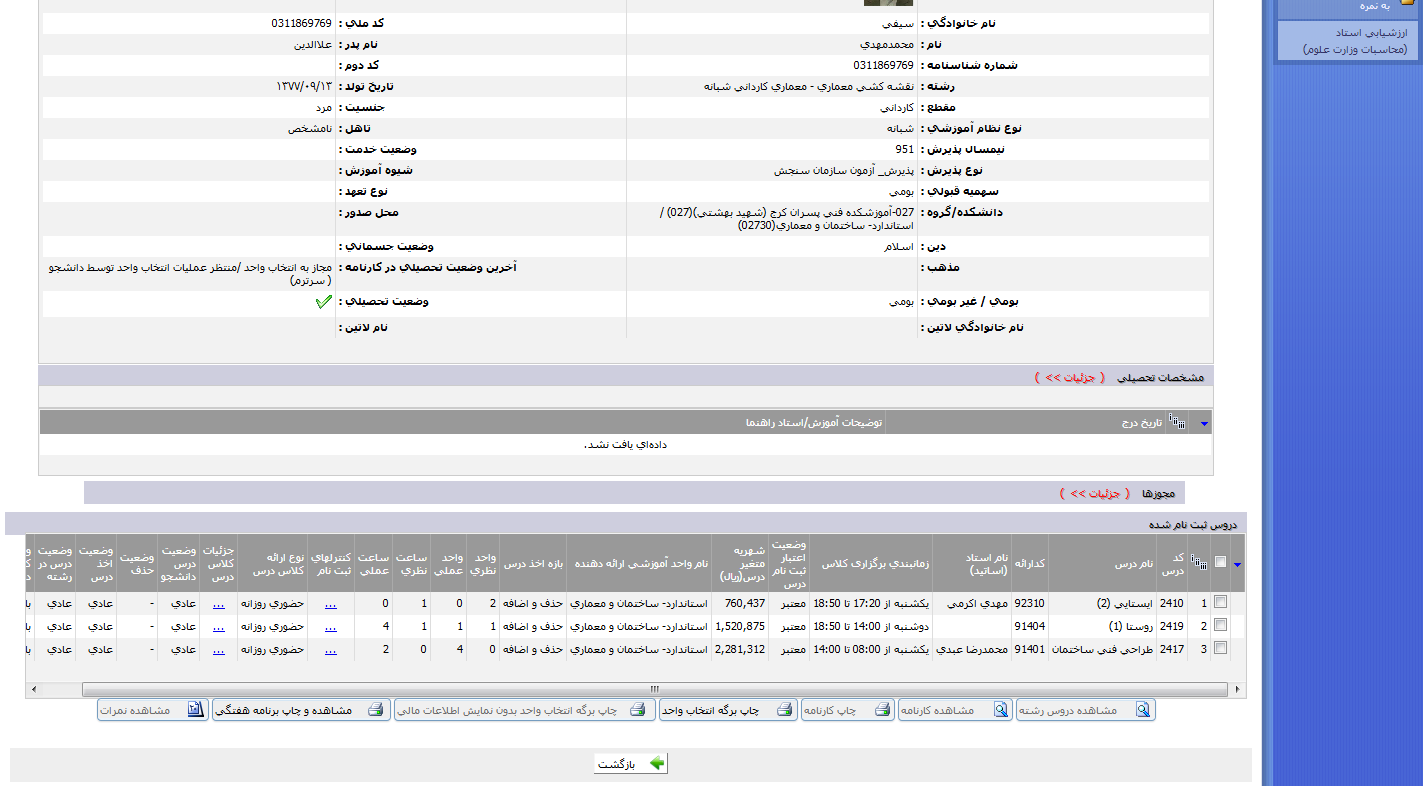 به نمره
ارزشيابي استاد
(محاسبات وزارت علوم)
نام خانوادگي : سيفي
کد ملي : 0311869769
نام : محمدمهدي
نام پدر : علاالدين
شماره شناسنامه : 0311869769
کد دوم :
رشته : نقشه کشي معماري - معماري کارداني شبانه
تاريخ تولد : ۱۳۷۷/۰۹/۱۳
مقطع : کارداني
جنسيت : مرد
نوع نظام آموزشي : شبانه
تاهل : نامشخص
نيمسال پذيرش : 951
وضعيت خدمت :
نوع پذيرش : پذيرش_ آزمون سازمان سنجش
شيوه آموزش :
سهميه قبولي : بومي
نوع تعهد :
دانشکده/گروه : 027-آموزشکده فني پسران کرج (شهيد بهشتي)(027) /
استاندارد- ساختمان و معماري(02730)
محل صدور :
دين : اسلام
وضعيت جسماني :
مذهب :
آخرين وضعيت تحصيلي در کارنامه : مجاز به انتخاب واحد /منتظر عمليات انتخاب واحد توسط دانشجو
( سرترم)
بومي / غير بومي : بومي
وضعيت تحصيلي :
نام خانوادگي لاتين :
نام لاتين :
مشخصات تحصيلي ( جزئيات >> )
تاريخ درج توضيحات آموزش/استاد راهنما
داده‌اي يافت نشد.
مجوزها ( جزئيات >> )
دروس ثبت نام شده
کد درس نام درس کدارائه نام استاد (اساتيد) زمانبندي برگزاري کلاس وضعيت اعتبار ثبت نام درس شهريه متغير درس(ريال) نام واحد آموزشي ارائه دهنده بازه اخذ درس واحد نظري واحد عملي ساعت نظري ساعت عملي کنترلهاي ثبت نام نوع ارائه کلاس درس جزئيات کلاس درس وضعيت درس دانشجو وضعيت حذف وضعيت اخذ درس وضعيت درس در رشته
1 2410 ايستايي (2) 92310 مهدي اکرمي يکشنبه از 17:20 تا 18:50 معتبر 760,437 استاندارد- ساختمان و معماري حذف و اضافه 2 0 1 0 ... حضوري روزانه ... عادي - عادي عادي
2 2419 روستا (1) 91404 دوشنبه از 14:00 تا 18:50 معتبر 1,520,875 استاندارد- ساختمان و معماري حذف و اضافه 1 1 1 4 ... حضوري روزانه ... عادي - عادي عادي
3 2417 طراحي فني ساختمان 91401 محمدرضا عبدي يکشنبه از 08:00 تا 14:00 معتبر 2,281,312 استاندارد- ساختمان و معماري حذف و اضافه 0 4 0 2 ... حضوري روزانه ... عادي - عادي عادي
مشاهده دروس رشته مشاهده کارنامه چاپ کارنامه چاپ برگه انتخاب واحد چاپ برگه انتخاب واحد بدون نمايش اطلاعات مالي مشاهده و چاپ برنامه هفتگي مشاهده نمرات
بازگشت